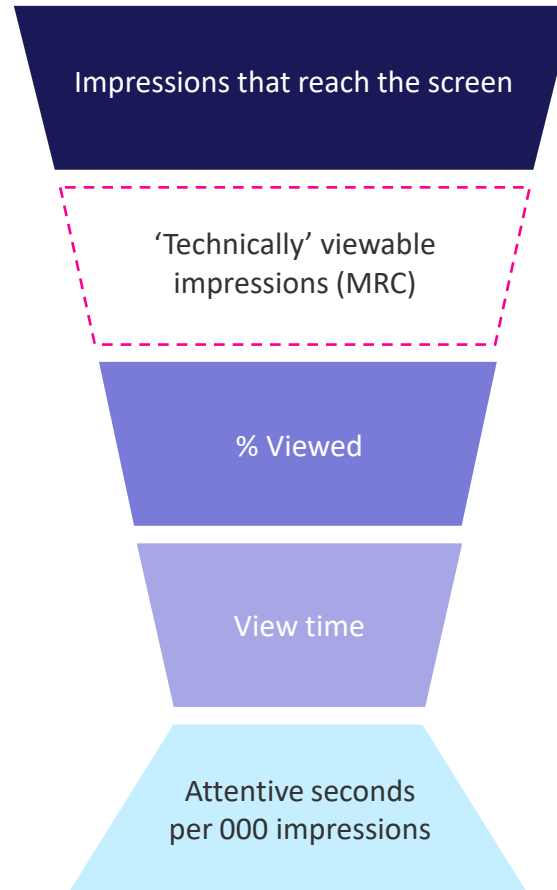 Impressions that reach the screen
‘Technically’ viewable
impressions (MRC)
% Viewed
View time
Attentive seconds
per 000 impressions